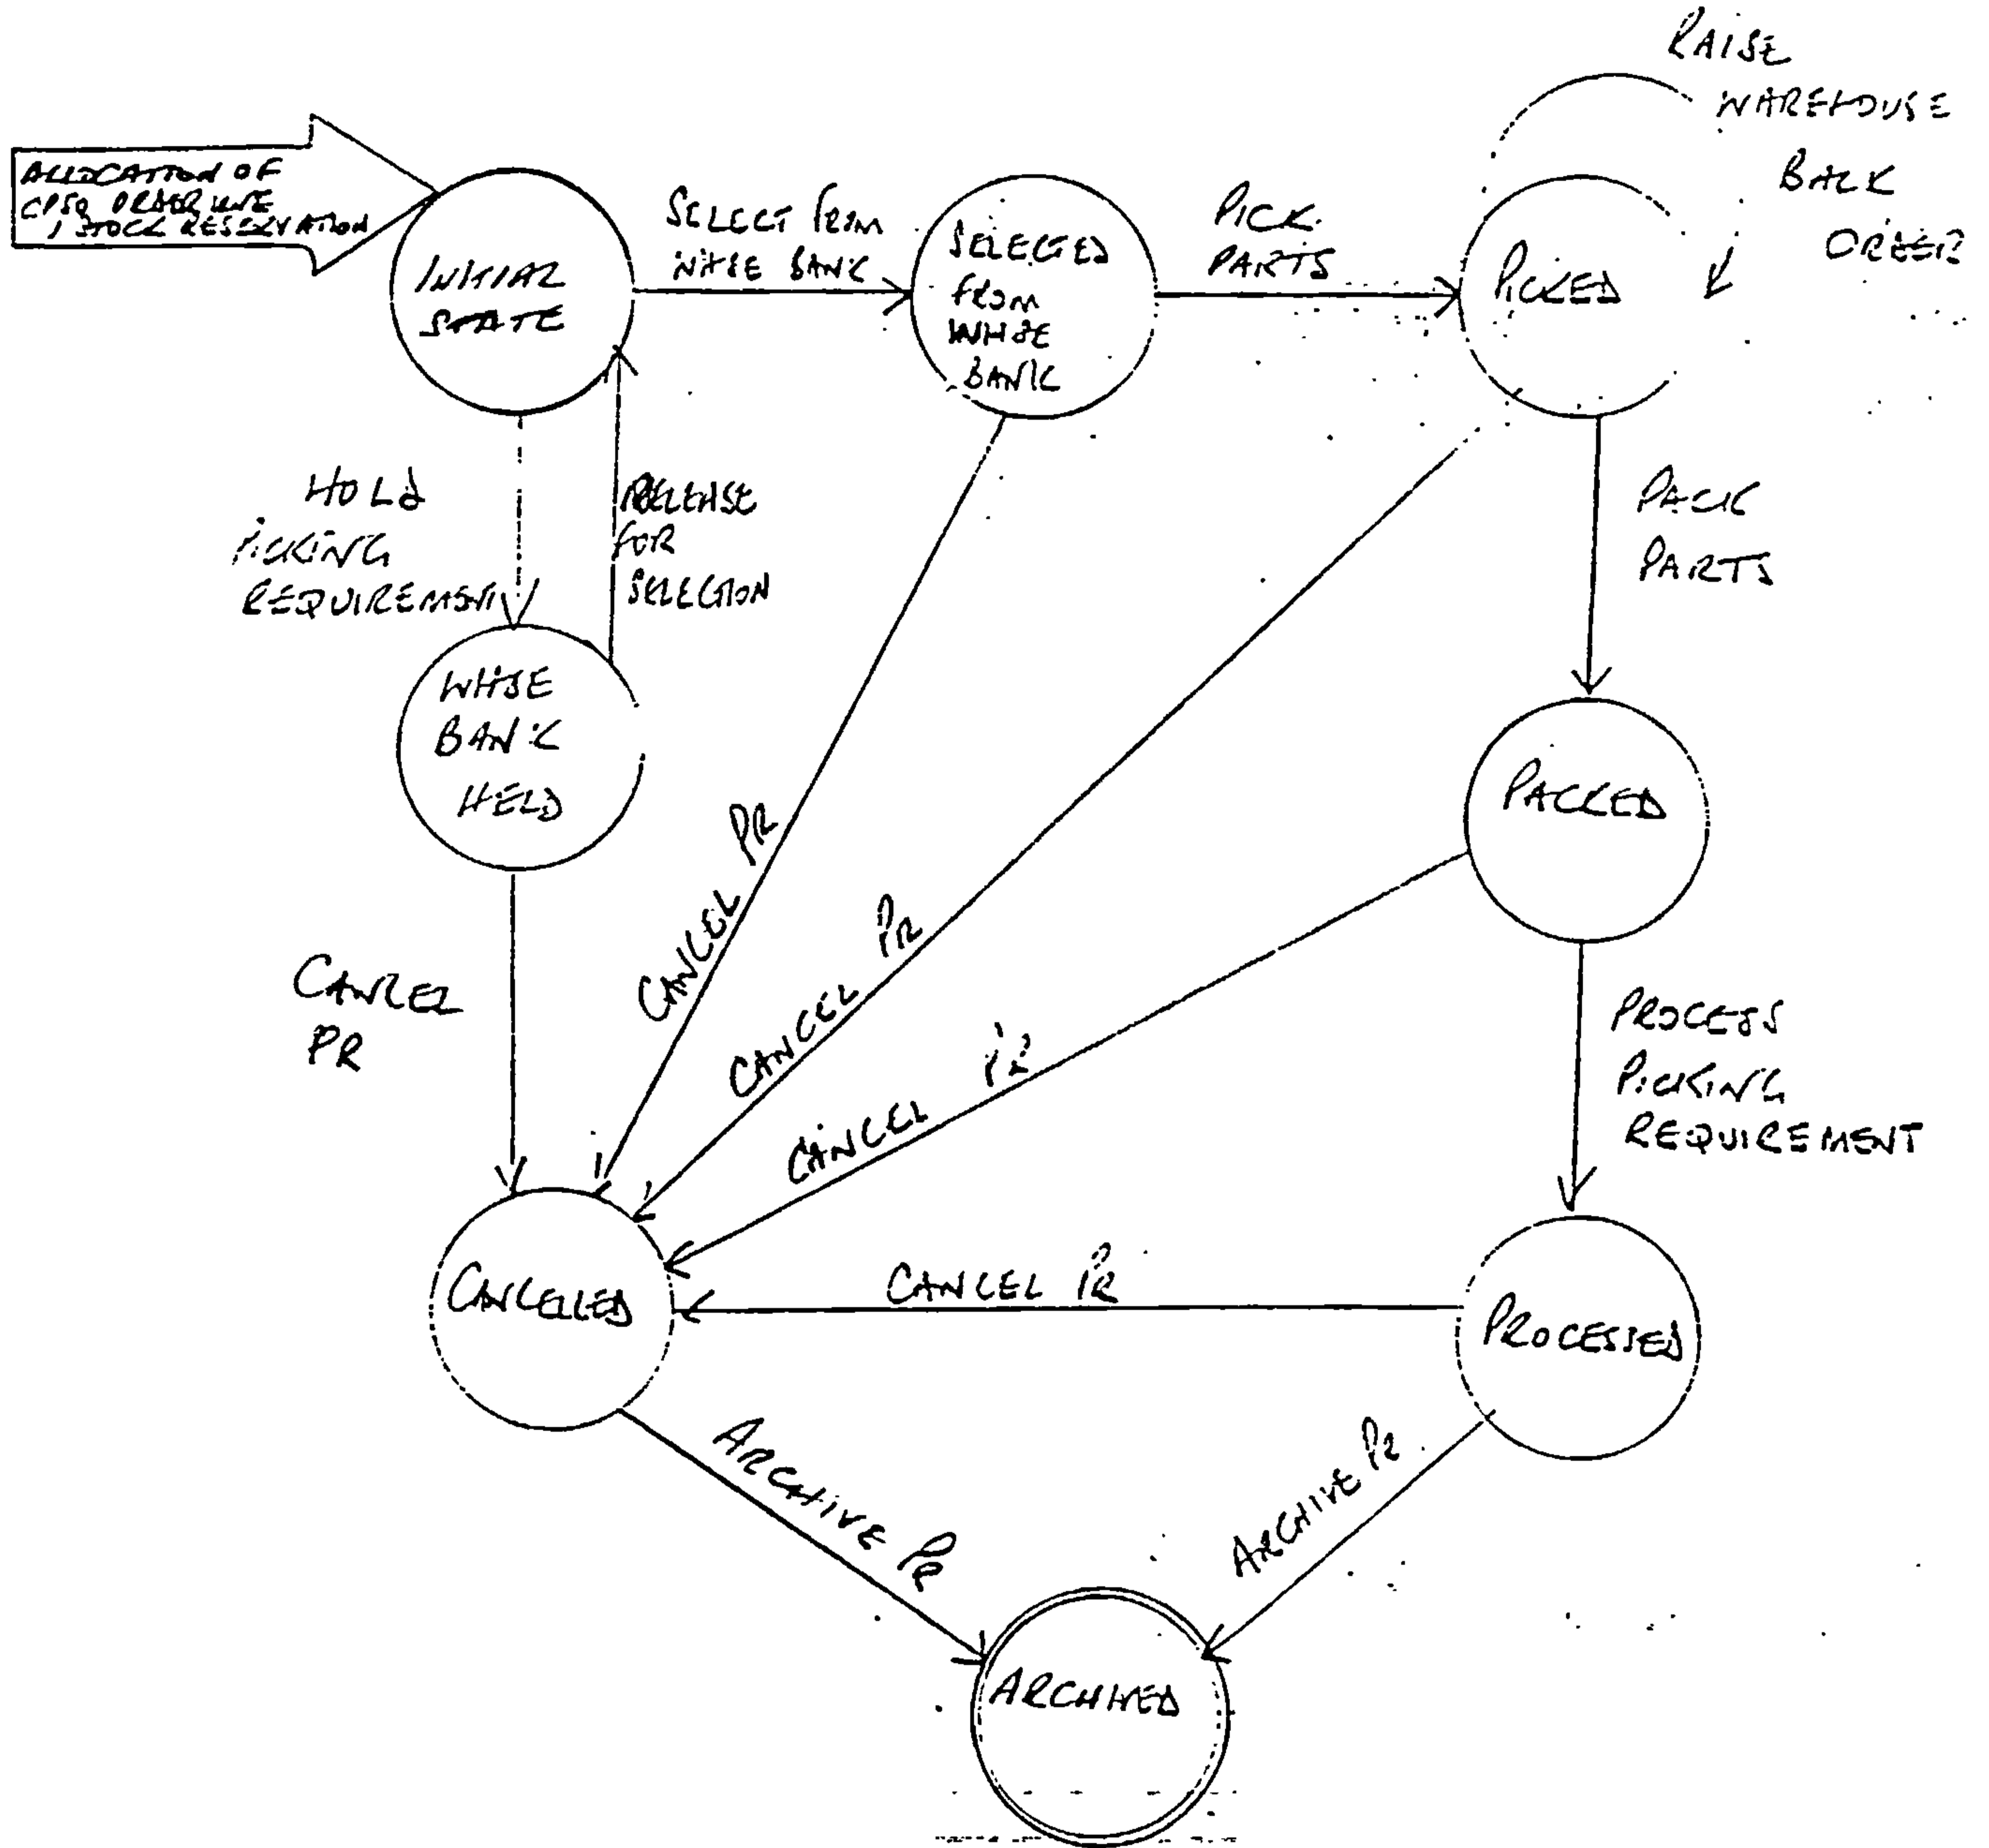 ALLOCATION OF
ORDER LINE
/ STOCK RESERVATION
INITIAL
STATE
SELECT FROM
WHSE BANK
SELECTED
FROM
WHSE
BANK
PICK
PARTS
PICKED
RAISE
WAREHOUSE
BACK
ORDER
HOLD
PICKING
REQUIREMENT
RELEASE
FOR
SELECTION
PACK
PARTS
WHSE
BANK
HELD
PACKED
CANCEL
PR
CANCEL PR
CANCEL PR
CANCEL PR
PROCESS
PICKING
REQUIREMENT
CANCELLED
CANCEL PR
PROCESSED
ARCHIVE PR
ARCHIVE PR
ARCHIVED